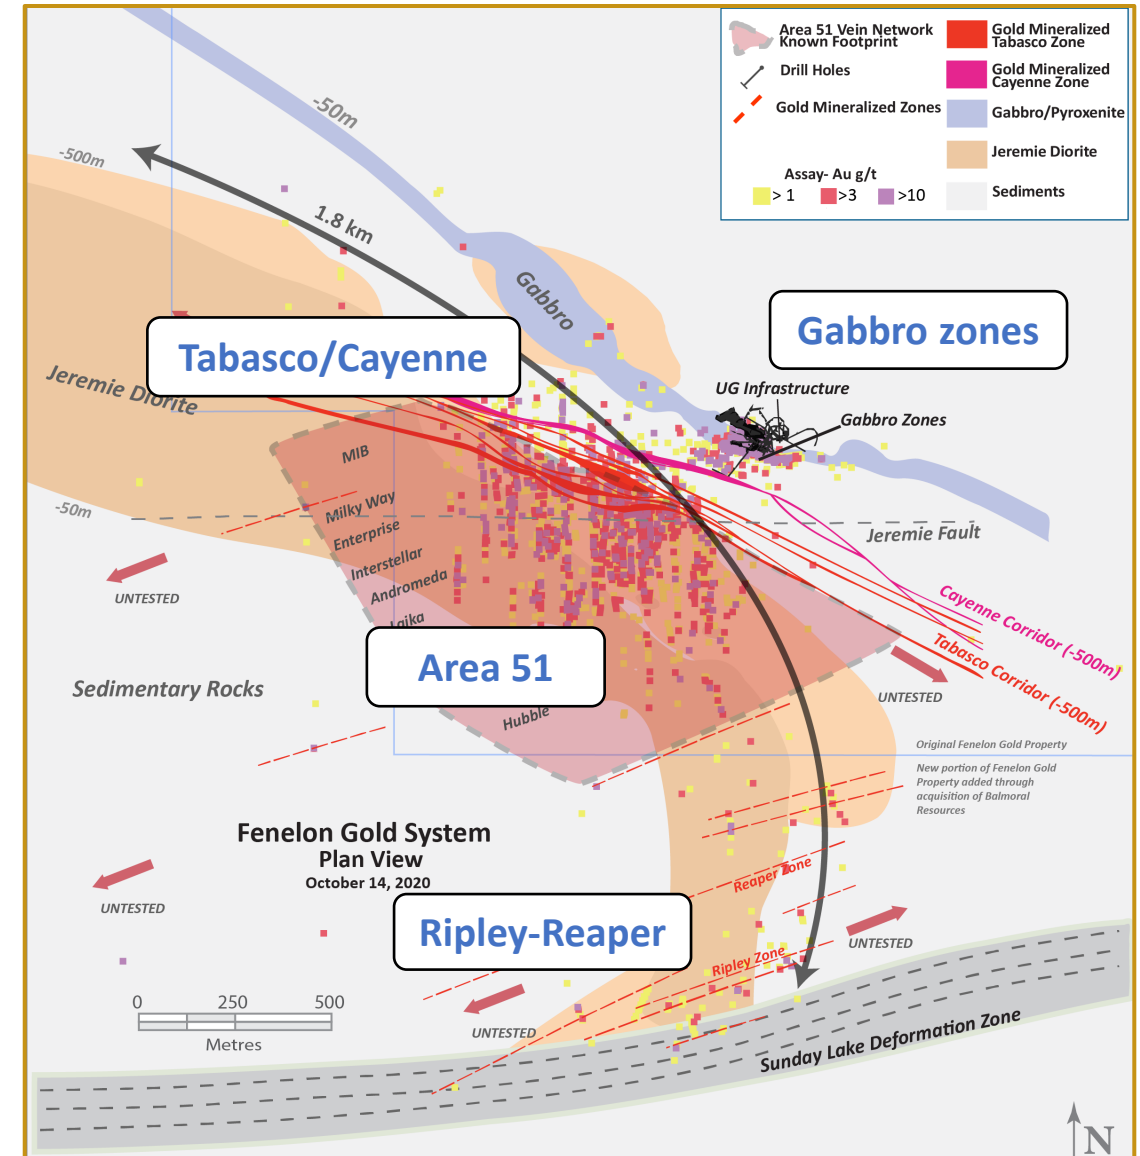 Area 51 Vein Network
Known Footprint
Drill Holes
Gold Mineralized Zones
Gold Mineralized
Tabasco Zone
Gold Mineralized
Cayenne Zone
Gabbro/Pyroxenite
Jeremie Diorite
Sediments
Assay- Au g/t
> 1
>3
>10
-50m
-500m
1.8 km
Gabbro
Gabbro zones
Tabasco/Cayenne
Jeremie Diorite
UG Infrastructure
Gabbro Zones
MIB
Milky Way
Enterprise
Interstellar
Andromeda
Laika
-50m
Jeremie Fault
UNTESTED
Cayenne Corridor (-500m)
Tabasco Corridor (-500m)
Area 51
Sedimentary Rocks
UNTESTED
Hubble
Original Fenelon Gold Property
New portion of Fenelon Gold
Property added through
acquisition of Balmoral
Resources
Fenelon Gold System
Plan View
October 14, 2020
Reaper Zone
UNTESTED
Ripley-Reaper
UNTESTED
Ripley Zone
UNTESTED
0 250 500
Metres
Sunday Lake Deformation Zone
N